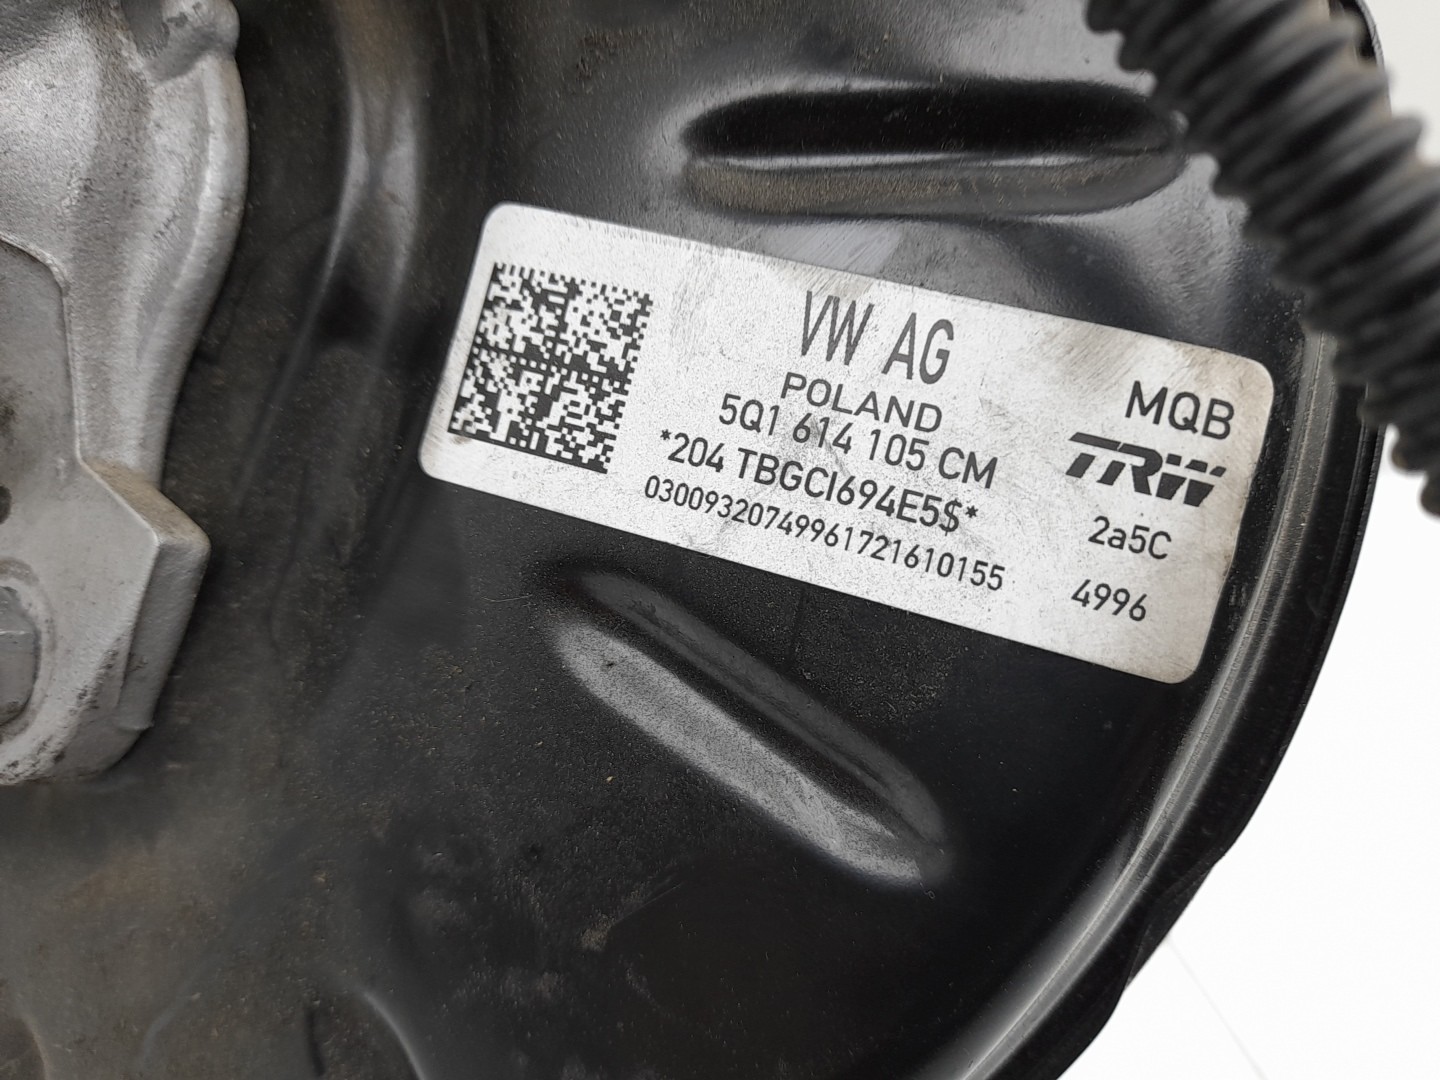 VW AG
POLAND
5Q1 614 105 CM
*204 TBGCI694E5$*
03009320749961721610155
MQB
TRW
2a5C
4996